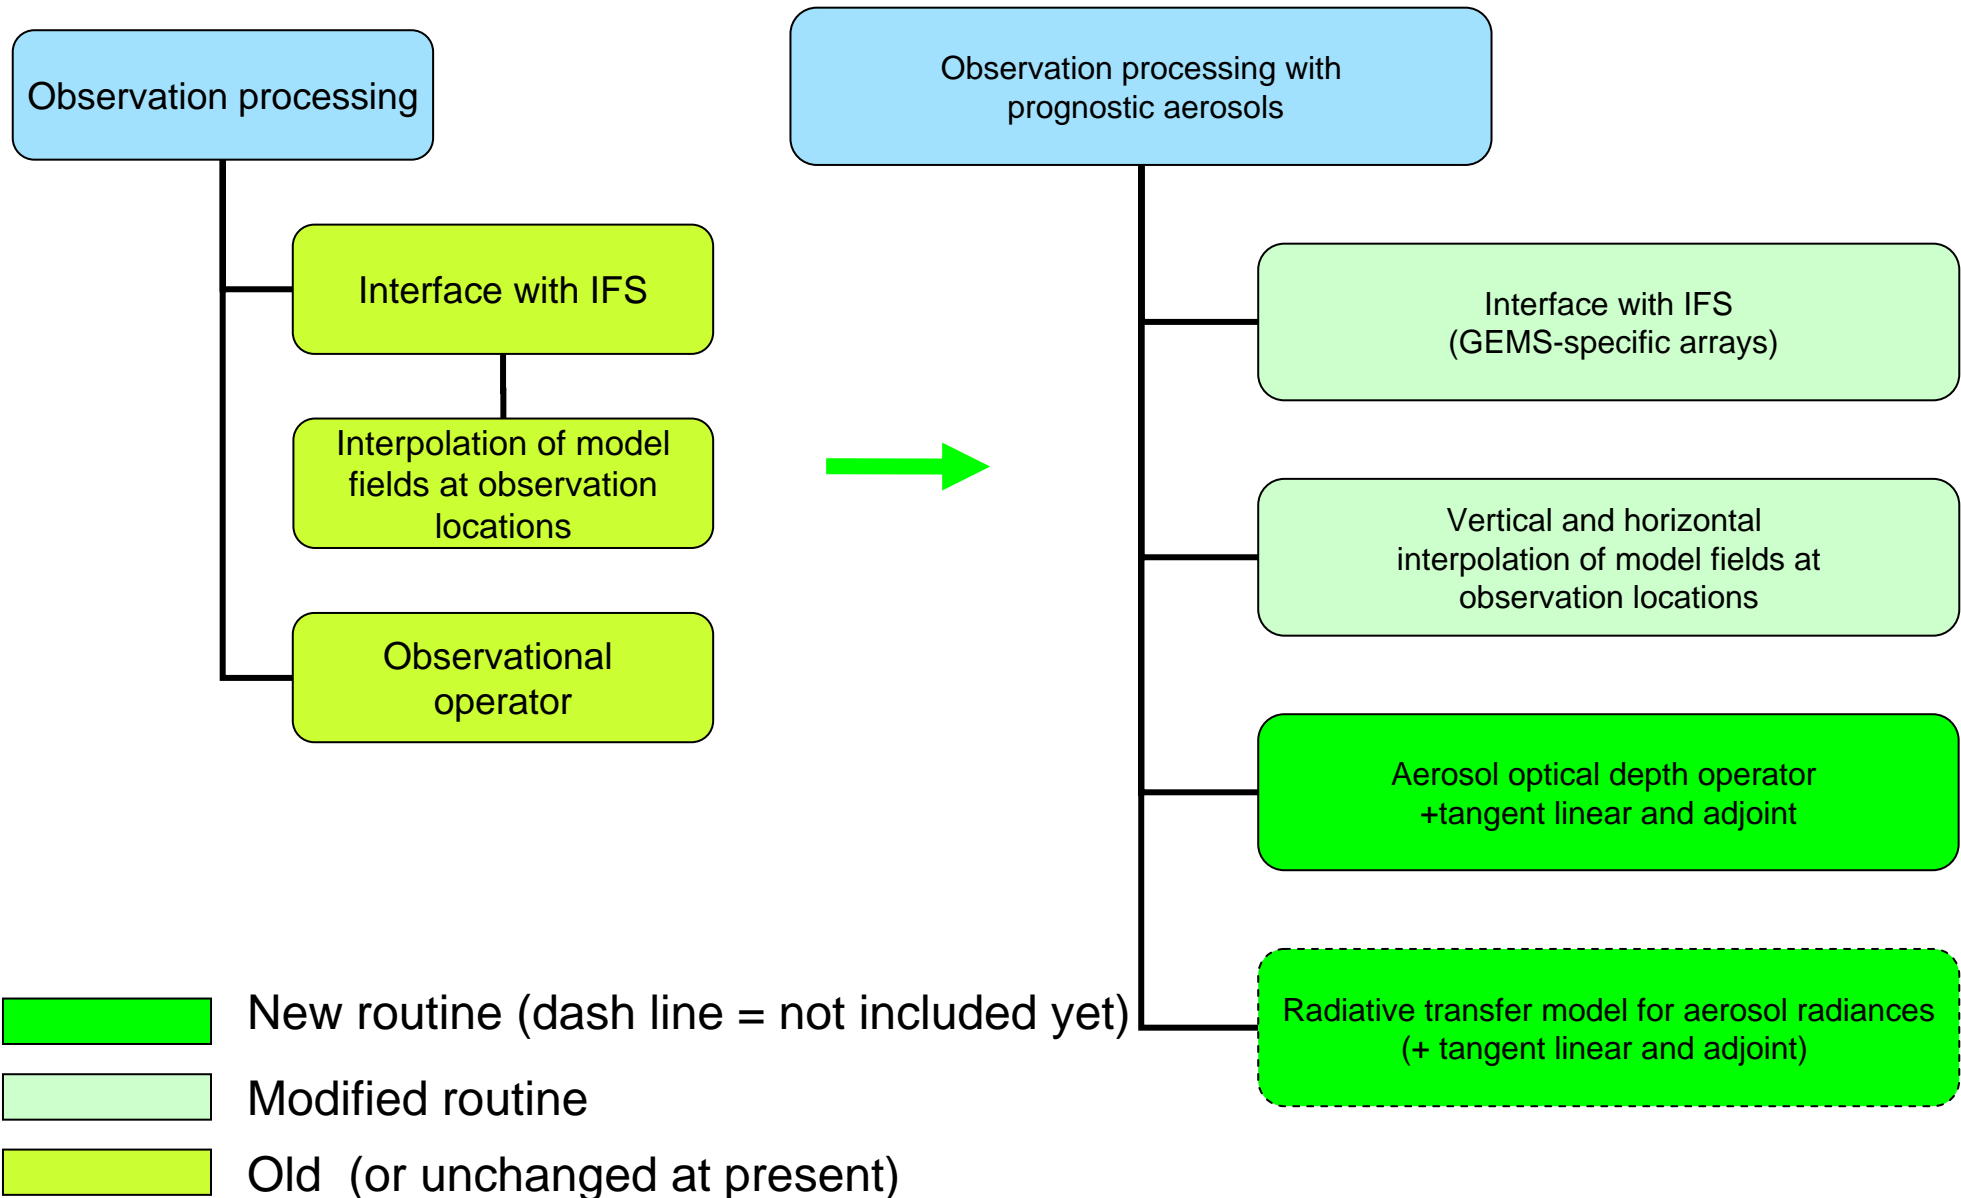 Observation processing
Interface with IFS
Interpolation of model
fields at observation
locations
Observational
operator
Observation processing with
prognostic aerosols
Interface with IFS
(GEMS-specific arrays)
Vertical and horizontal
interpolation of model fields at
observation locations
Aerosol optical depth operator
+tangent linear and adjoint
Radiative transfer model for aerosol radiances
(+ tangent linear and adjoint)
New routine (dash line = not included yet)
Modified routine
Old (or unchanged at present)